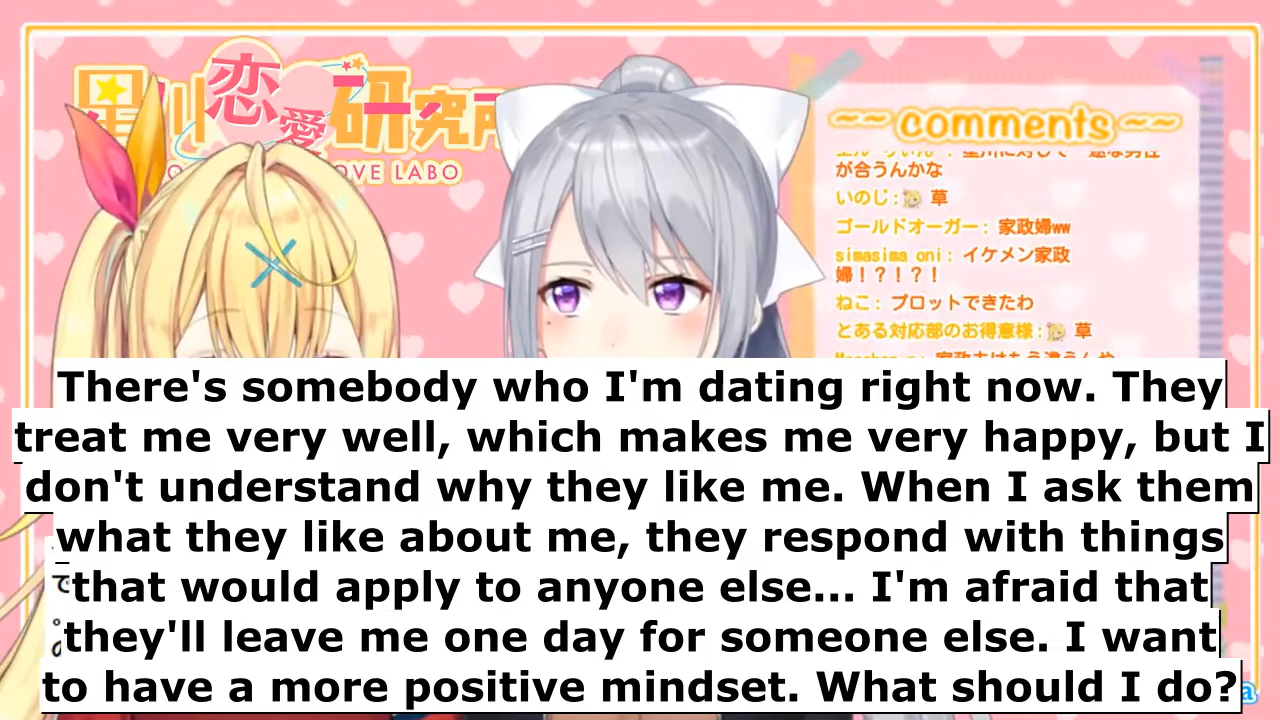 星川恋愛研究所
OVE LABO
~~comments~~
が合うんかな
いのじ: 草
ゴールドオーガー: 家政婦ww
simasima oni: イケメン家政
婦!?!?!
ねこ: プロットできたわ
とある対応部のお得意様: 草
There's somebody who I'm dating right now. They
treat me very well, which makes me very happy, but I
don't understand why they like me. When I ask them
what they like about me, they respond with things
that would apply to anyone else... I'm afraid that
they'll leave me one day for someone else. I want
to have a more positive mindset. What should I do?